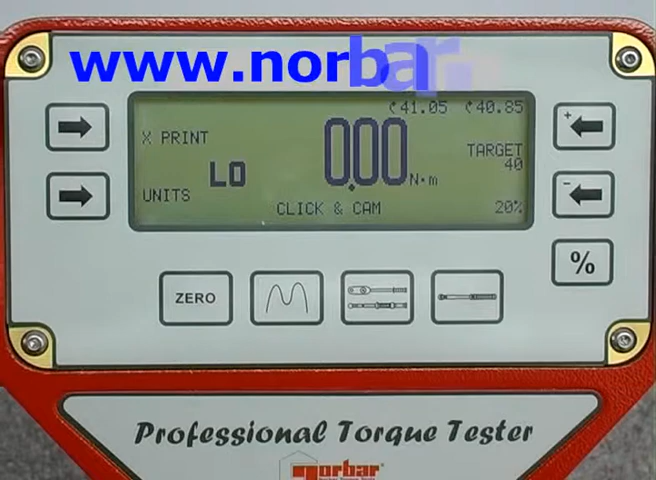 www.norbar.
41.05 40.85
X PRINT
0.00 N·m
TARGET
40
LO
UNITS
CLICK & CAM
20%
+
-
%
ZERO
Professional Torque Tester
norbar